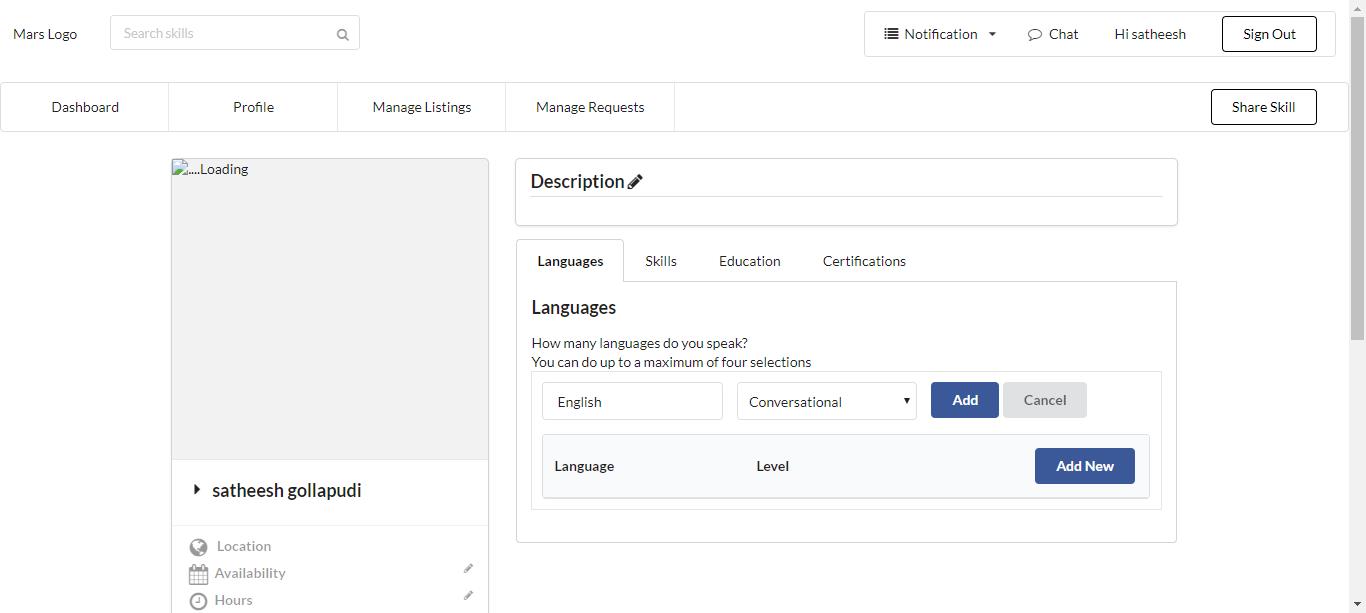 Mars Logo
Search skills
Notification
Chat
Hi satheesh
Sign Out
Dashboard
Profile
Manage Listings
Manage Requests
Share Skill
....Loading
satheesh gollapudi
Location
Availability
Hours
Description
Languages
Skills
Education
Certifications
Languages
How many languages do you speak?
You can do up to a maximum of four selections
English
Conversational
Add
Cancel
Language
Level
Add New